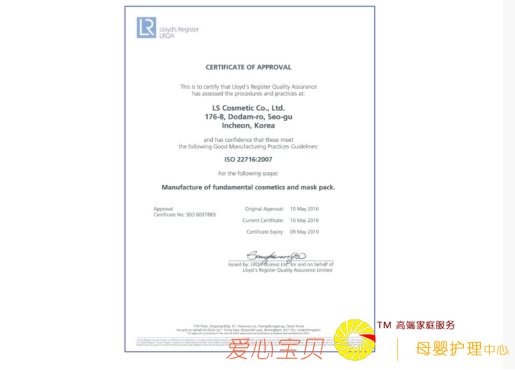 LR
Lloyd's Register
LRQA
CERTIFICATE OF APPROVAL
This is to certify that Lloyd's Register Quality Assurance
has assessed the procedures and practices at:
LS Cosmetic Co., Ltd.
176-8, Dodam-ro, Seo-gu
Incheon, Korea
and has confidence that these meet
the following Good Manufacturing Practices Guidelines:
ISO 22716:2007
For the following scope:
Manufacture of fundamental cosmetics and mask pack.
Approval
Certificate No: SEO 6037883
Original Approval: 10 May 2016
Current Certificate: 10 May 2016
Certificate Expiry: 09 May 2019
Issued by: LRQA (Korea) Ltd. for and on behalf of
Lloyd's Register Quality Assurance Limited
爱心宝贝
TM 高端家庭服务
母婴护理中心